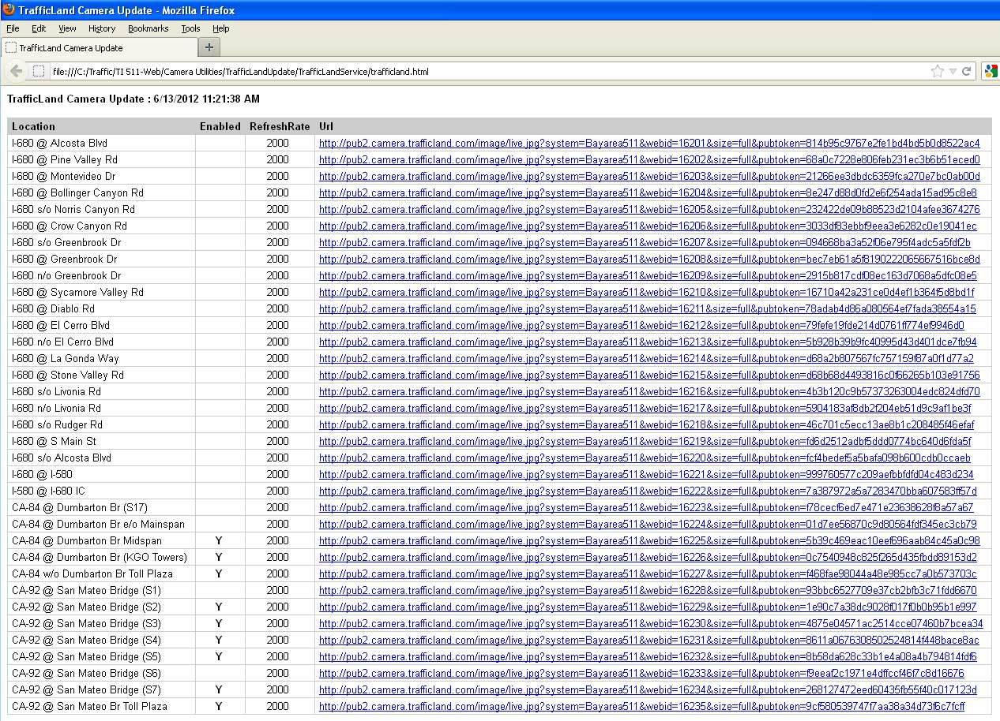 TrafficLand Camera Update - Mozilla Firefox
File Edit View History Bookmarks Tools Help
TrafficLand Camera Update
file:///C:/Traffic/TI 511-Web/Camera Utilities/TrafficLandUpdate/TrafficLandService/trafficland.html
TrafficLand Camera Update : 6/13/2012 11:21:38 AM
Location Enabled RefreshRate Url
I-680 @ Alcosta Blvd 2000 http://pub2.camera.trafficland.com/image/live.jpg?system=Bayarea511&webid=16201&size=full&pubtoken=814b95c9767e2fe1bd4bd5b0d8522ac4
I-680 @ Pine Valley Rd 2000 http://pub2.camera.trafficland.com/image/live.jpg?system=Bayarea511&webid=16202&size=full&pubtoken=68a0c7228e806feb231ec3b6b51eced0
I-680 @ Montevideo Dr 2000 http://pub2.camera.trafficland.com/image/live.jpg?system=Bayarea511&webid=16203&size=full&pubtoken=21266ee3dbdc6359fca270e7bc0ab00d
I-680 @ Bollinger Canyon Rd 2000 http://pub2.camera.trafficland.com/image/live.jpg?system=Bayarea511&webid=16204&size=full&pubtoken=8e247d88d0fd2e6f254ada15ad95c8e8
I-680 s/o Norris Canyon Rd 2000 http://pub2.camera.trafficland.com/image/live.jpg?system=Bayarea511&webid=16205&size=full&pubtoken=232422de09b88523d2104afee3674276
I-680 @ Crow Canyon Rd 2000 http://pub2.camera.trafficland.com/image/live.jpg?system=Bayarea511&webid=16206&size=full&pubtoken=3033df83ebbf9eea3e6282c0e19041ec
I-680 s/o Greenbrook Dr 2000 http://pub2.camera.trafficland.com/image/live.jpg?system=Bayarea511&webid=16207&size=full&pubtoken=094668ba3a52f06e795f4adc5a5fdf2b
I-680 @ Greenbrook Dr 2000 http://pub2.camera.trafficland.com/image/live.jpg?system=Bayarea511&webid=16208&size=full&pubtoken=bec7eb61a5f8190222065667516bce8d
I-680 n/o Greenbrook Dr 2000 http://pub2.camera.trafficland.com/image/live.jpg?system=Bayarea511&webid=16209&size=full&pubtoken=2915b817cdf08ec163d7068a5dfc08e5
I-680 @ Sycamore Valley Rd 2000 http://pub2.camera.trafficland.com/image/live.jpg?system=Bayarea511&webid=16210&size=full&pubtoken=16710a42a231ce0d4ef1b364f5d8bd1f
I-680 @ Diablo Rd 2000 http://pub2.camera.trafficland.com/image/live.jpg?system=Bayarea511&webid=16211&size=full&pubtoken=78adab4d86a080564ef7fada38554a15
I-680 @ El Cerro Blvd 2000 http://pub2.camera.trafficland.com/image/live.jpg?system=Bayarea511&webid=16212&size=full&pubtoken=79fefe19fde214d0761ff774ef9946d0
I-680 n/o El Cerro Blvd 2000 http://pub2.camera.trafficland.com/image/live.jpg?system=Bayarea511&webid=16213&size=full&pubtoken=5b928b39b9fc40995d43d401dce7fb94
I-680 @ La Gonda Way 2000 http://pub2.camera.trafficland.com/image/live.jpg?system=Bayarea511&webid=16214&size=full&pubtoken=d68a2b807567fc757159f87a0f1d77a2
I-680 @ Stone Valley Rd 2000 http://pub2.camera.trafficland.com/image/live.jpg?system=Bayarea511&webid=16215&size=full&pubtoken=d68b68d4493816c0f66265b103e91756
I-680 s/o Livonia Rd 2000 http://pub2.camera.trafficland.com/image/live.jpg?system=Bayarea511&webid=16216&size=full&pubtoken=4b3b120c9b57373263004edc824dfd70
I-680 n/o Livonia Rd 2000 http://pub2.camera.trafficland.com/image/live.jpg?system=Bayarea511&webid=16217&size=full&pubtoken=5904183af8db2f204eb51d9c9af1be3f
I-680 s/o Rudger Rd 2000 http://pub2.camera.trafficland.com/image/live.jpg?system=Bayarea511&webid=16218&size=full&pubtoken=46c701c5ecc13ae8b1c208485f46efaf
I-680 @ S Main St 2000 http://pub2.camera.trafficland.com/image/live.jpg?system=Bayarea511&webid=16219&size=full&pubtoken=fd6d2512adbf5ddd0774bc640d6fda5f
I-680 s/o Alcosta Blvd 2000 http://pub2.camera.trafficland.com/image/live.jpg?system=Bayarea511&webid=16220&size=full&pubtoken=fcf4bedef5a5bafa098b600cdb0ccaeb
I-680 @ I-580 2000 http://pub2.camera.trafficland.com/image/live.jpg?system=Bayarea511&webid=16221&size=full&pubtoken=999760577c209aefbbfdfd04c483d234
I-580 @ I-680 IC 2000 http://pub2.camera.trafficland.com/image/live.jpg?system=Bayarea511&webid=16222&size=full&pubtoken=7a387972a5a7283470bba607583ff57d
CA-84 @ Dumbarton Br (S17) 2000 http://pub2.camera.trafficland.com/image/live.jpg?system=Bayarea511&webid=16223&size=full&pubtoken=f78cecf6ed7e471e23638628f8a57a67
CA-84 @ Dumbarton Br e/o Mainspan 2000 http://pub2.camera.trafficland.com/image/live.jpg?system=Bayarea511&webid=16224&size=full&pubtoken=01d7ee56870c9d80564fdf345ec3cb79
CA-84 @ Dumbarton Br Midspan Y 2000 http://pub2.camera.trafficland.com/image/live.jpg?system=Bayarea511&webid=16225&size=full&pubtoken=5b39c469eac10eef696aab84c45a0c98
CA-84 @ Dumbarton Br (KGO Towers) Y 2000 http://pub2.camera.trafficland.com/image/live.jpg?system=Bayarea511&webid=16226&size=full&pubtoken=0c7540948c825f265d435fbdd89153d2
CA-84 w/o Dumbarton Br Toll Plaza Y 2000 http://pub2.camera.trafficland.com/image/live.jpg?system=Bayarea511&webid=16227&size=full&pubtoken=f468fae98044a48e985cc7a0b573703c
CA-92 @ San Mateo Bridge (S1) 2000 http://pub2.camera.trafficland.com/image/live.jpg?system=Bayarea511&webid=16228&size=full&pubtoken=93bbc6527709e37cb2bfb3c71fdd6670
CA-92 @ San Mateo Bridge (S2) Y 2000 http://pub2.camera.trafficland.com/image/live.jpg?system=Bayarea511&webid=16229&size=full&pubtoken=1e90c7a38dc9028f017f0b0b95b1e997
CA-92 @ San Mateo Bridge (S3) Y 2000 http://pub2.camera.trafficland.com/image/live.jpg?system=Bayarea511&webid=16230&size=full&pubtoken=4875e04571ac2514cce07460b7bcea34
CA-92 @ San Mateo Bridge (S4) Y 2000 http://pub2.camera.trafficland.com/image/live.jpg?system=Bayarea511&webid=16231&size=full&pubtoken=8611a0676308502524814f448bace8ac
CA-92 @ San Mateo Bridge (S5) Y 2000 http://pub2.camera.trafficland.com/image/live.jpg?system=Bayarea511&webid=16232&size=full&pubtoken=8b58da628c33b1e4a08a4b794814fdf6
CA-92 @ San Mateo Bridge (S6) 2000 http://pub2.camera.trafficland.com/image/live.jpg?system=Bayarea511&webid=16233&size=full&pubtoken=f9eeaf2c1971e4dffccf46f7c8d16676
CA-92 @ San Mateo Bridge (S7) Y 2000 http://pub2.camera.trafficland.com/image/live.jpg?system=Bayarea511&webid=16234&size=full&pubtoken=268127472eed60435fb55f40c017123d
CA-92 @ San Mateo Br Toll Plaza Y 2000 http://pub2.camera.trafficland.com/image/live.jpg?system=Bayarea511&webid=16235&size=full&pubtoken=9cf580539747f7aa38a34d73f6c7fcff